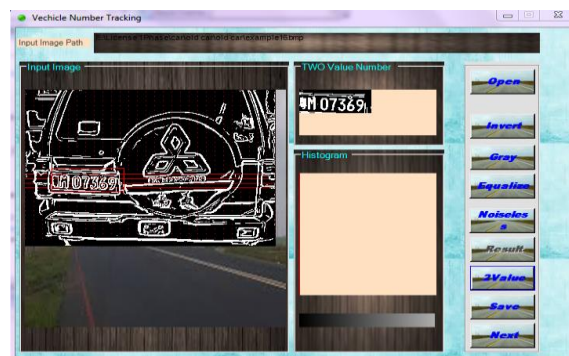 Vechicle Number Tracking
Input Image Path
Input Image
TWO Value Number
M 07369
Histogram
M07369
Open
Invert
Gray
Equalize
Noiseles
s
Result
2Value
Save
Next